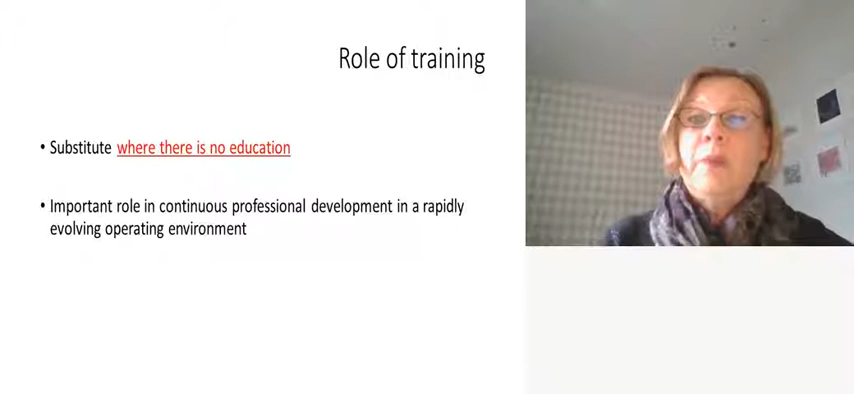 Role of training
• Substitute where there is no education
• Important role in continuous professional development in a rapidly
evolving operating environment